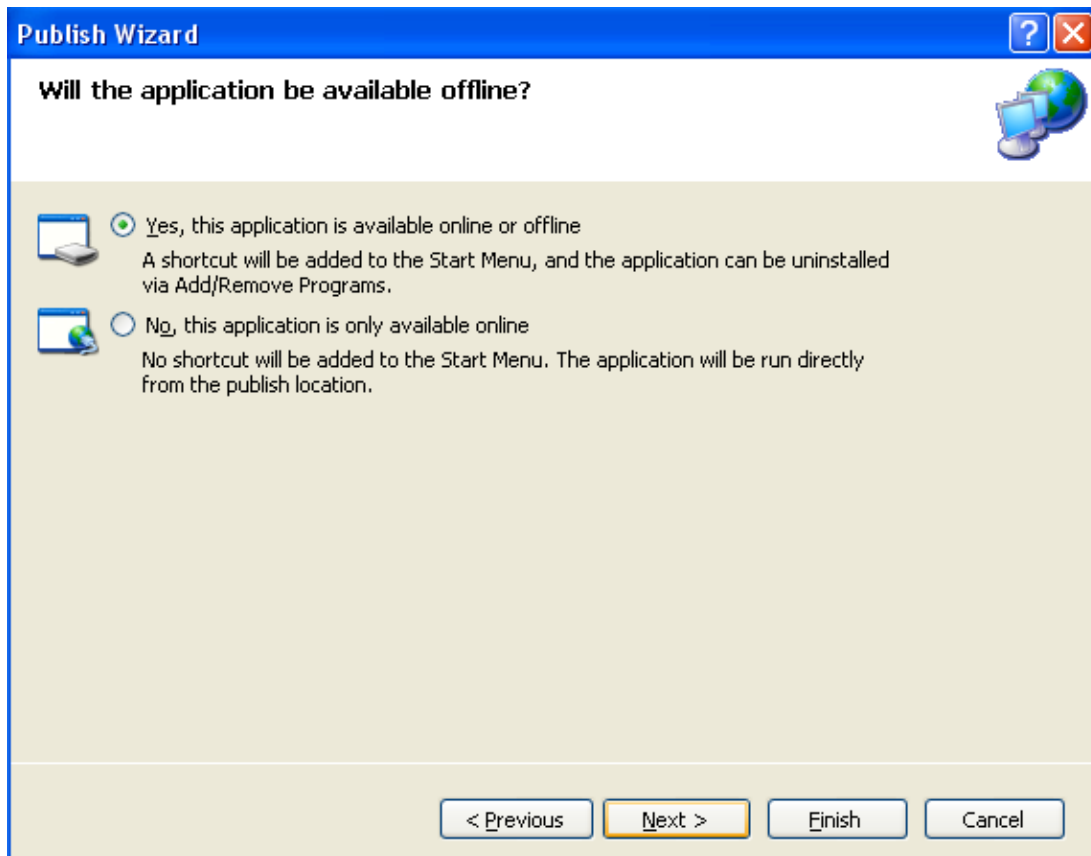 Publish Wizard
Will the application be available offline?
Yes, this application is available online or offline
A shortcut will be added to the Start Menu, and the application can be uninstalled
via Add/Remove Programs.
No, this application is only available online
No shortcut will be added to the Start Menu. The application will be run directly
from the publish location.
< Previous
Next >
Finish
Cancel